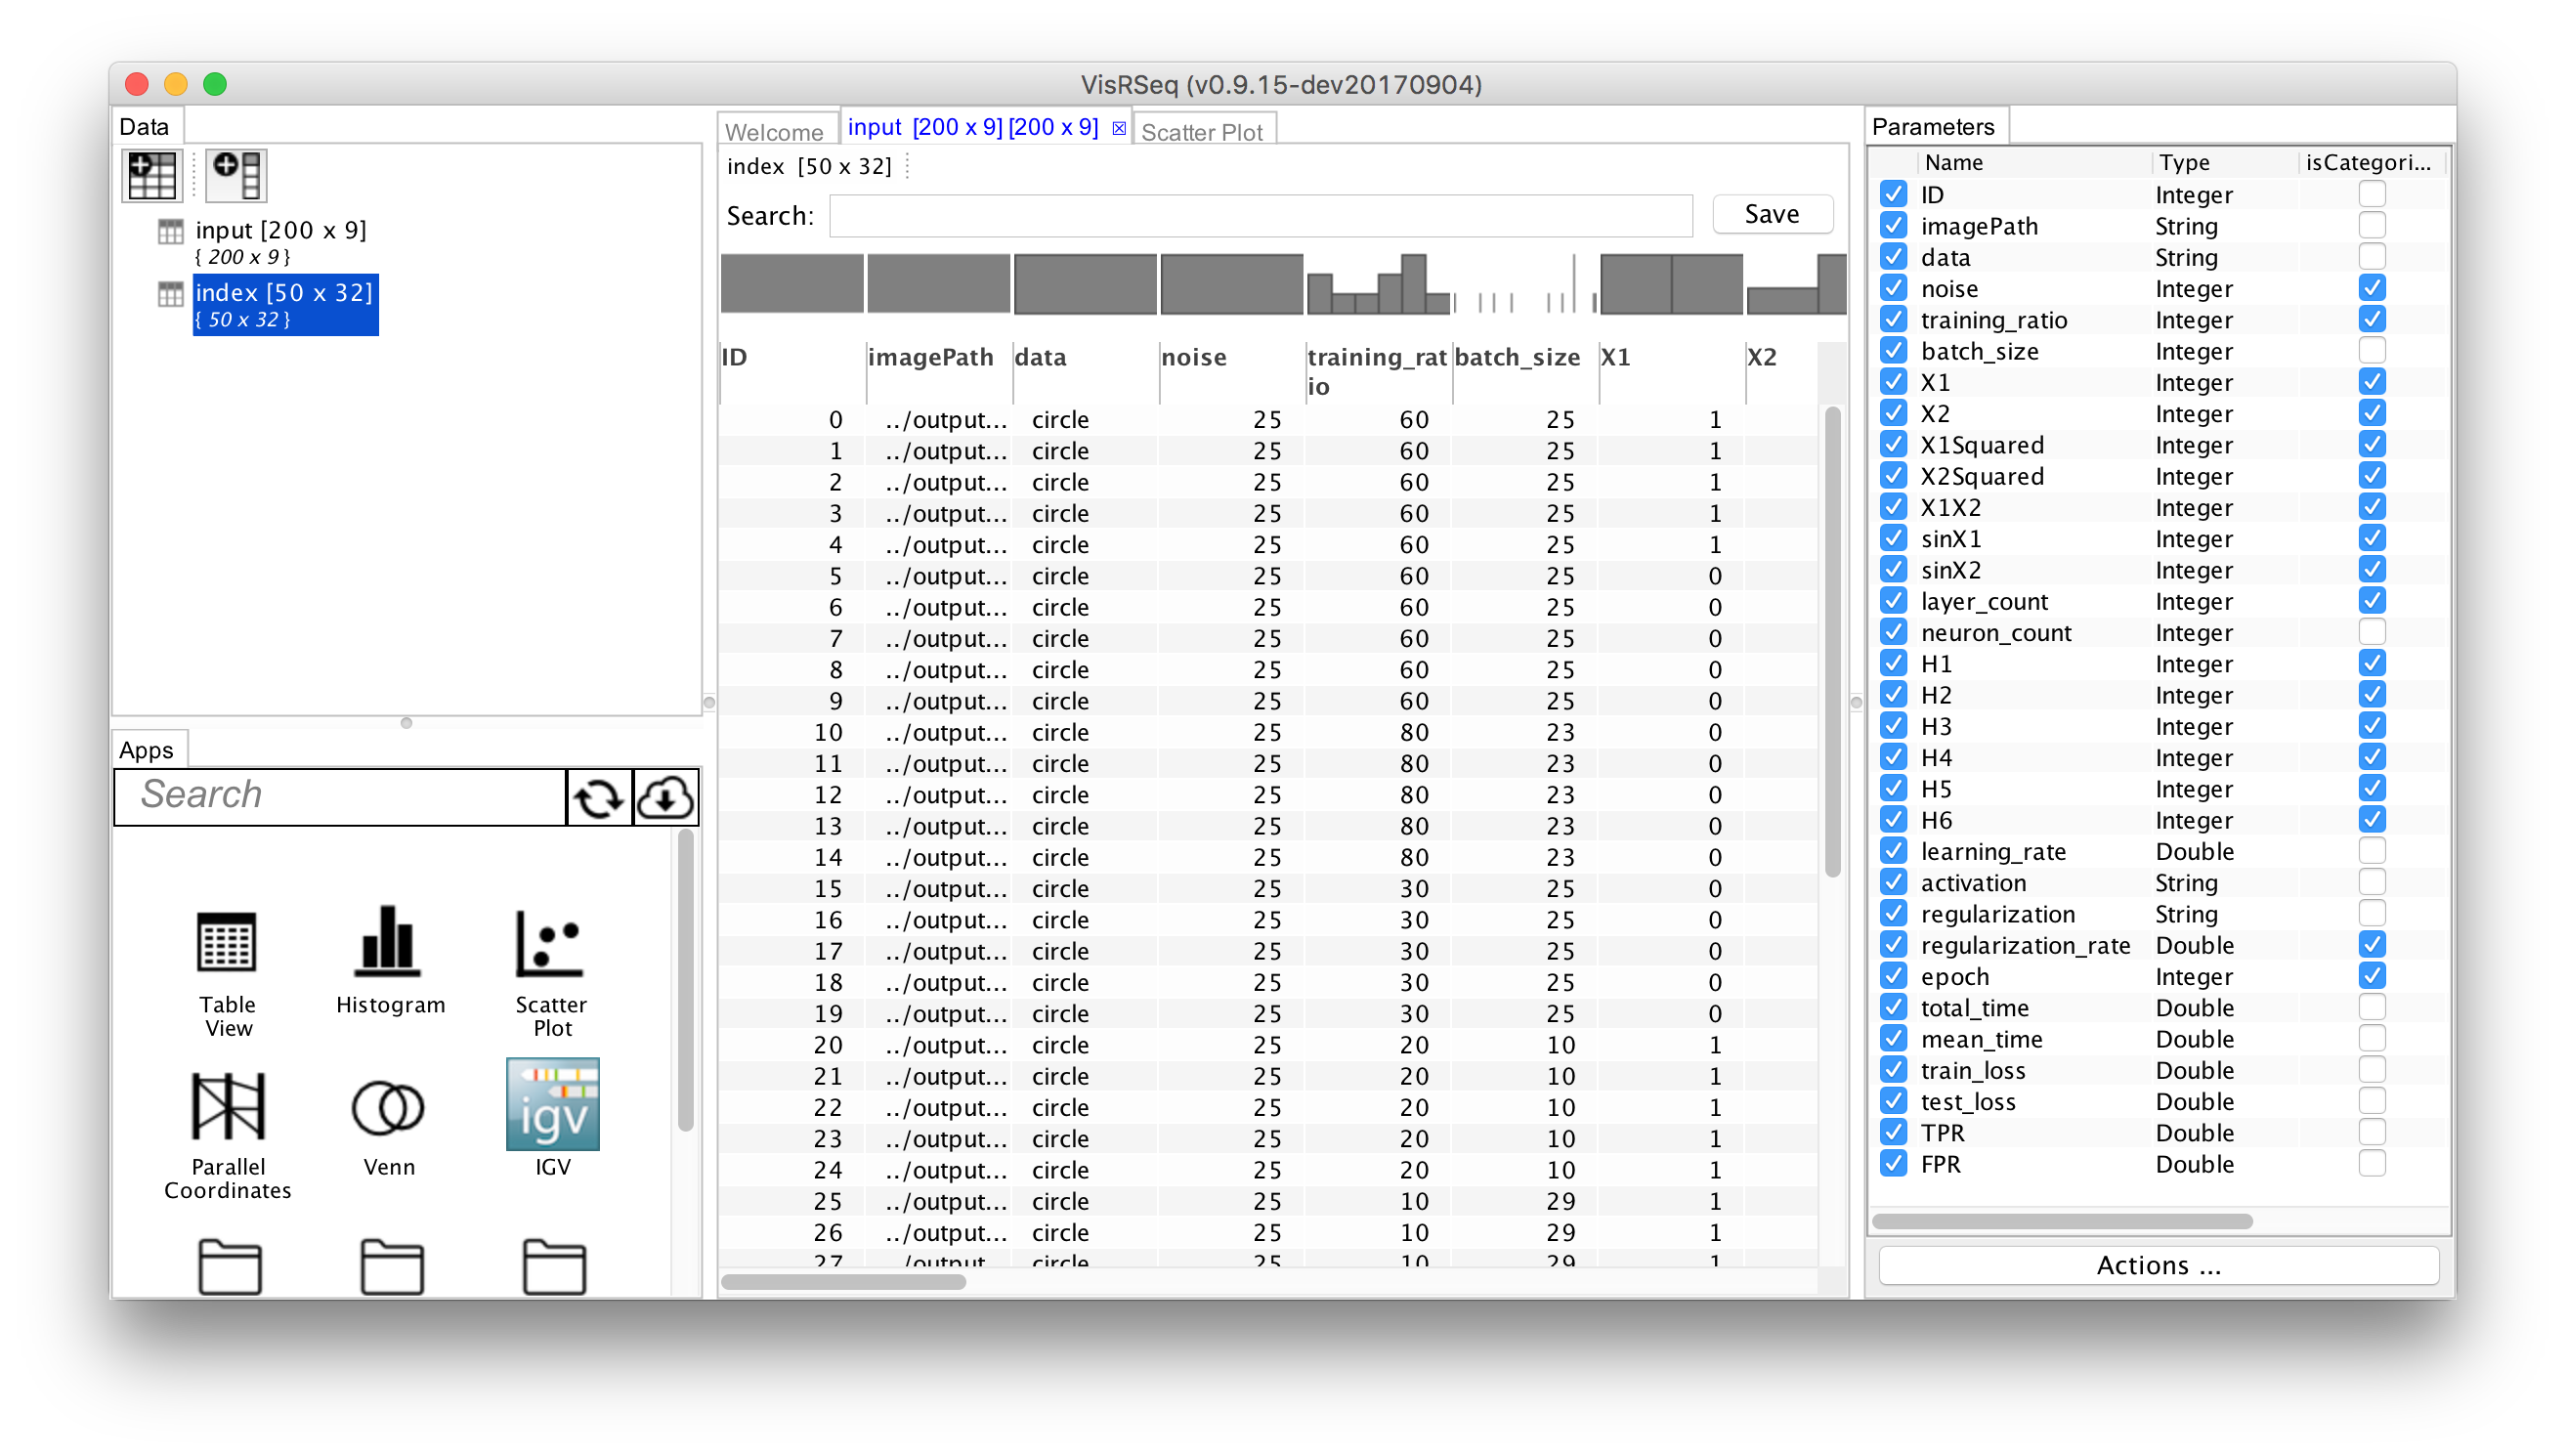 VisRSeq (v0.9.15-dev20170904)
Data
input [200 x 9]
{ 200 x 9 }
index [50 x 32]
{ 50 x 32 }
Apps
Search
Table View
Histogram
Scatter Plot
Parallel Coordinates
Venn
igv
IGV
Welcome
input [200 x 9] [200 x 9]
Scatter Plot
index [50 x 32]
Search:
Save
ID imagePath data noise training_ratio batch_size X1 X2
0 ../output... circle 25 60 25 1
1 ../output... circle 25 60 25 1
2 ../output... circle 25 60 25 1
3 ../output... circle 25 60 25 1
4 ../output... circle 25 60 25 1
5 ../output... circle 25 60 25 0
6 ../output... circle 25 60 25 0
7 ../output... circle 25 60 25 0
8 ../output... circle 25 60 25 0
9 ../output... circle 25 60 25 0
10 ../output... circle 25 80 23 0
11 ../output... circle 25 80 23 0
12 ../output... circle 25 80 23 0
13 ../output... circle 25 80 23 0
14 ../output... circle 25 80 23 0
15 ../output... circle 25 30 25 0
16 ../output... circle 25 30 25 0
17 ../output... circle 25 30 25 0
18 ../output... circle 25 30 25 0
19 ../output... circle 25 30 25 0
20 ../output... circle 25 20 10 1
21 ../output... circle 25 20 10 1
22 ../output... circle 25 20 10 1
23 ../output... circle 25 20 10 1
24 ../output... circle 25 20 10 1
25 ../output... circle 25 10 29 1
26 ../output... circle 25 10 29 1
27 ../output... circle 25 10 29 1
Parameters
Name Type isCategori...
ID Integer
imagePath String
data String
noise Integer
training_ratio Integer
batch_size Integer
X1 Integer
X2 Integer
X1Squared Integer
X2Squared Integer
X1X2 Integer
sinX1 Integer
sinX2 Integer
layer_count Integer
neuron_count Integer
H1 Integer
H2 Integer
H3 Integer
H4 Integer
H5 Integer
H6 Integer
learning_rate Double
activation String
regularization String
regularization_rate Double
epoch Integer
total_time Double
mean_time Double
train_loss Double
test_loss Double
TPR Double
FPR Double
Actions ...